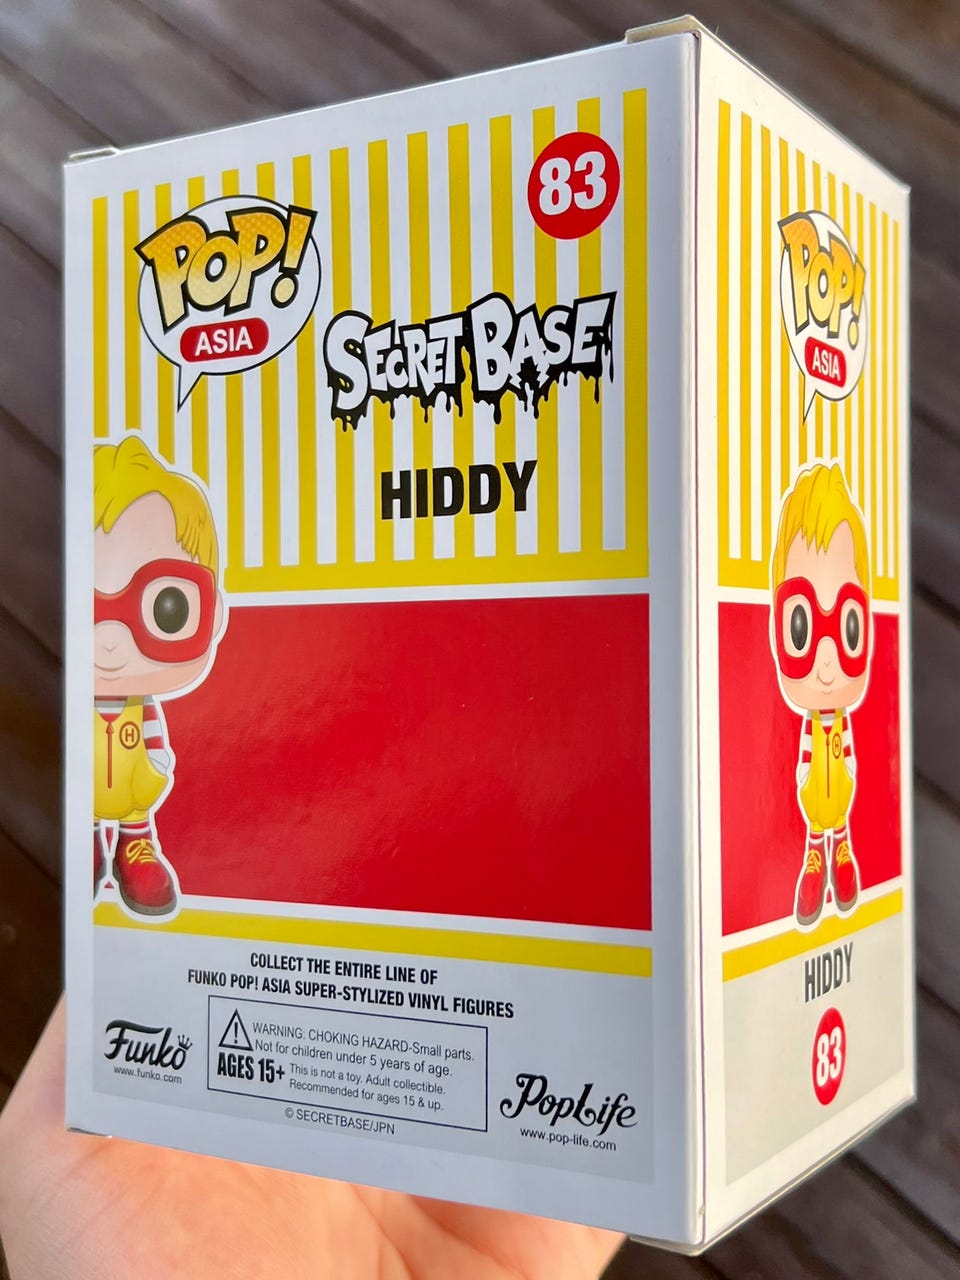 83
POP!
ASIA
SECRET BASE
HIDDY
H
COLLECT THE ENTIRE LINE OF
FUNKO POP! ASIA SUPER-STYLIZED VINYL FIGURES
WARNING: CHOKING HAZARD-Small parts.
Not for children under 5 years of age.
AGES 15+ This is not a toy. Adult collectible.
Recommended for ages 15 & up.
Funko
www.funko.com
PopLife
www.pop-life.com
© SECRETBASE/JPN
POP!
ASIA
H
HIDDY
83